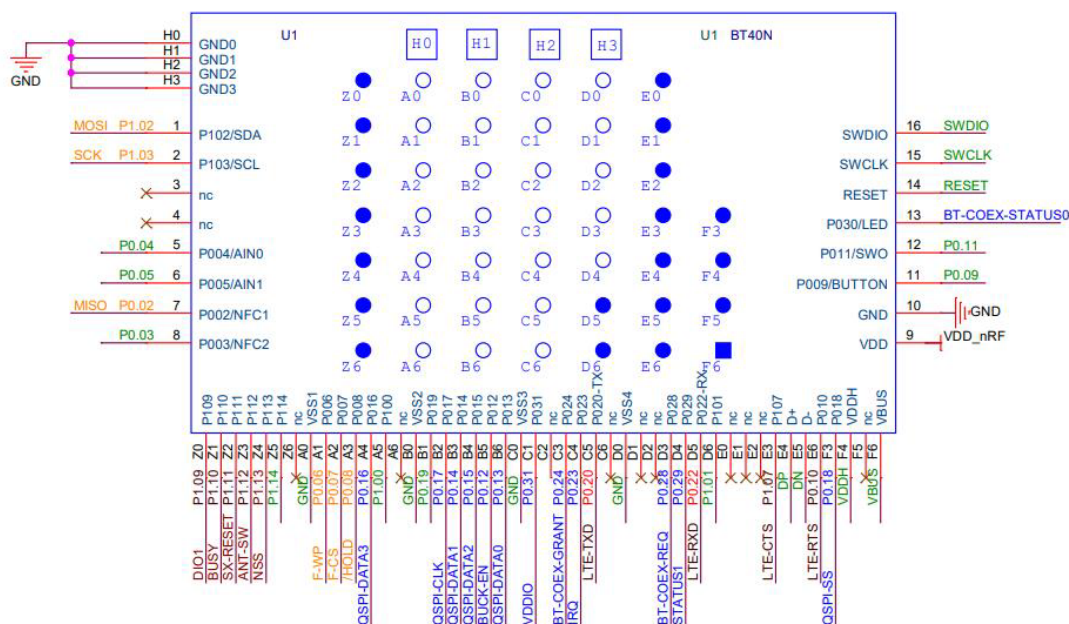 U1
U1 BT40N
H0 H1 H2 H3
H0 GND0
H1 GND1
H2 GND2
H3 GND3
GND
Z0 A0 B0 C0 D0 E0
Z1 A1 B1 C1 D1 E1
Z2 A2 B2 C2 D2 E2
Z3 A3 B3 C3 D3 E3 F3
Z4 A4 B4 C4 D4 E4 F4
Z5 A5 B5 C5 D5 E5 F5
Z6 A6 B6 C6 D6 E6 F6
MOSI P1.02 1 P102/SDA
SCK P1.03 2 P103/SCL
3 nc
4 nc
P0.04 5 P004/AIN0
P0.05 6 P005/AIN1
MISO P0.02 7 P002/NFC1
P0.03 8 P003/NFC2
SWDIO 16 SWDIO
SWCLK 15 SWCLK
RESET 14 RESET
P030/LED 13 BT-COEX-STATUS0
P011/SWO 12 P0.11
P009/BUTTON 11 P0.09
GND 10 GND
VDD 9 VDD_nRF
P109 P110 P111 P112 P113 P114 nc VSS1 P006 P007 P008 P016 P100 nc VSS2 P019 P017 P014 P015 P012 P013 VSS3 P031 nc P024 P023 P020-TX nc VSS4 nc nc P028 P029 P022-RX P101 nc nc nc P107 D+ D- P010 P018 VDDH nc VBUS
Z0 Z1 Z2 Z3 Z4 Z5 Z6 A0 A1 A2 A3 A4 A5 A6 B0 B1 B2 B3 B4 B5 B6 C0 C1 C2 C3 C4 C5 C6 D0 D1 D2 D3 D4 D5 D6 E0 E1 E2 E3 E4 E5 E6 F3 F4 F5 F6
P1.09 P1.10 P1.11 P1.12 P1.13 P1.14 GND P0.06 P0.07 P0.08 P0.16 P1.00 GND P0.19 P0.17 P0.14 P0.15 P0.12 P0.13 GND P0.31 P0.24 P0.23 P0.20 GND P0.28 P0.29 P0.22 P1.01 P1.07 DP DN P0.10 P0.18 VDDH VBUS
DIO1
BUSY
SX-RESET
ANT-SW
NSS
F-WP
F-CS
/HOLD
QSPI-DATA3
QSPI-CLK
QSPI-DATA1
QSPI-DATA2
BUCK-EN
QSPI-DATA0
VDDIO
BT-COEX-GRANT
IRQ
LTE-TXD
BT-COEX-REQ
STATUS1
LTE-RXD
LTE-CTS
LTE-RTS
QSPI-SS